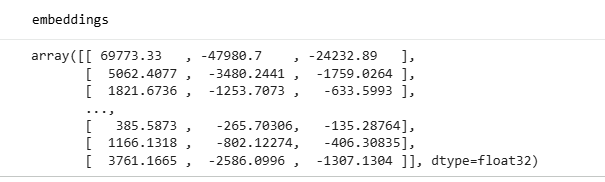 embeddings
array([[ 69773.33   , -47980.7    , -24232.89   ],
       [  5062.4077 ,  -3480.2441 ,  -1759.0264 ],
       [  1821.6736 ,  -1253.7073 ,   -633.5993 ],
       ...,
       [   385.5873 ,   -265.70306,   -135.28764],
       [  1166.1318 ,   -802.12274,   -406.30835],
       [  3761.1665 ,  -2586.0996 ,  -1307.1304 ]], dtype=float32)